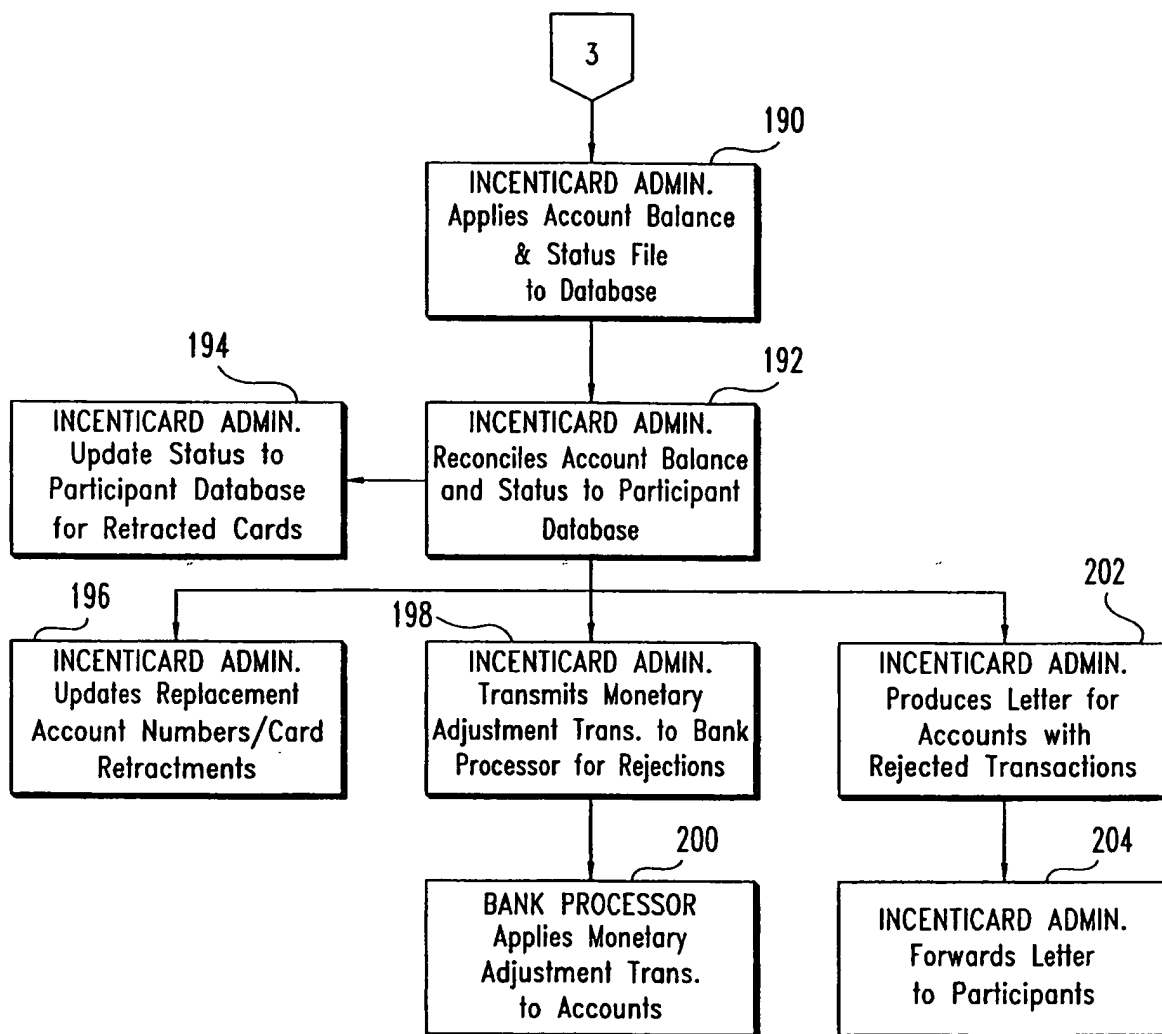 3
190
INCENTICARD ADMIN.
Applies Account Balance
& Status File
to Database
194
INCENTICARD ADMIN.
Update Status to
Participant Database
for Retracted Cards
192
INCENTICARD ADMIN.
Reconciles Account Balance
and Status to Participant
Database
196
INCENTICARD ADMIN.
Updates Replacement
Account Numbers/Card
Retractments
198
INCENTICARD ADMIN.
Transmits Monetary
Adjustment Trans. to Bank
Processor for Rejections
202
INCENTICARD ADMIN.
Produces Letter for
Accounts with
Rejected Transactions
200
BANK PROCESSOR
Applies Monetary
Adjustment Trans.
to Accounts
204
INCENTICARD ADMIN.
Forwards Letter
to Participants